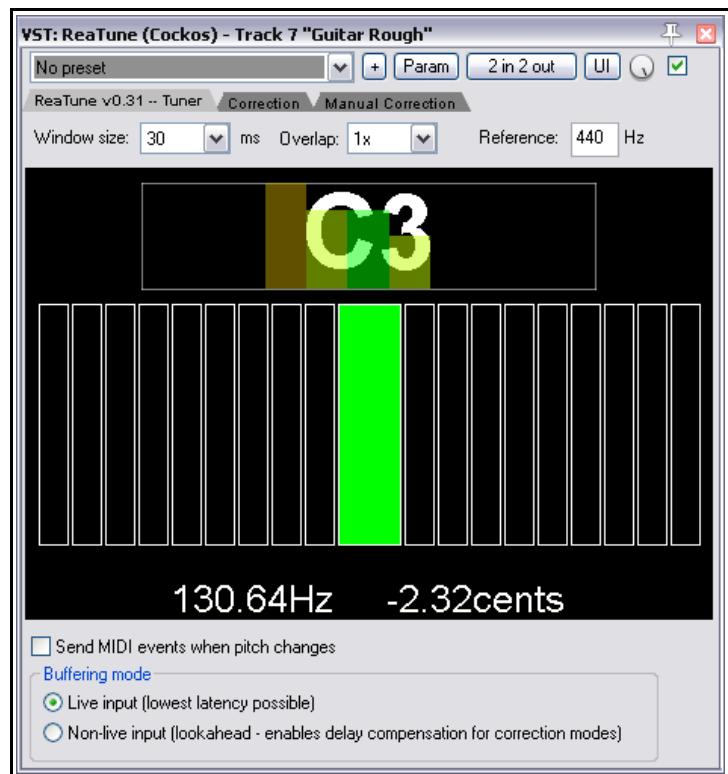 VST: ReaTune (Cockos) - Track 7 "Guitar Rough"
No preset + Param 2 in 2 out UI
ReaTune v0.31 -- Tuner Correction Manual Correction
Window size: 30 ms Overlap: 1x Reference: 440 Hz
C3
130.64Hz -2.32cents
Send MIDI events when pitch changes
Buffering mode
Live input (lowest latency possible)
Non-live input (lookahead - enables delay compensation for correction modes)